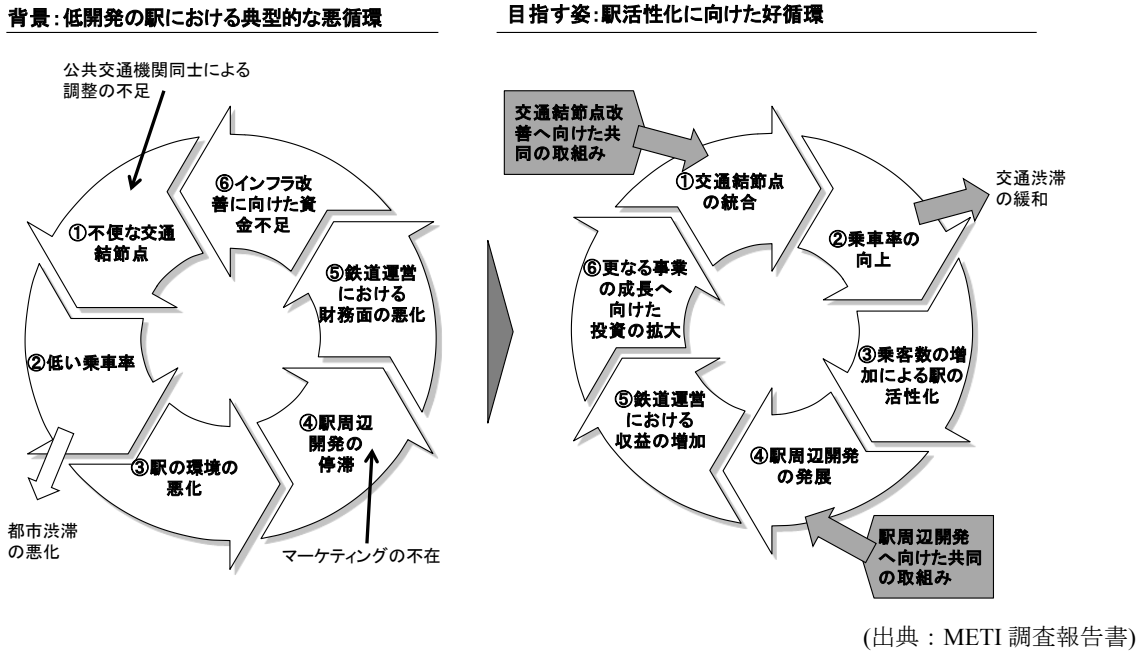 背景：低開発の駅における典型的な悪循環
公共交通機関同士による
調整の不足
①不便な交通
結節点
②低い乗車率
③駅の環境の
悪化
④駅周辺
開発の
停滞
⑤鉄道運営
における
財務面の悪化
⑥インフラ改
善に向けた資
金不足
都市渋滞
の悪化
マーケティングの不在
目指す姿：駅活性化に向けた好循環
交通結節点改
善へ向けた共
同の取組み
①交通結節点
の統合
②乗車率の
向上
交通渋滞
の緩和
③乗客数の増
加による駅の
活性化
④駅周辺開発
の発展
⑤鉄道運営
における
収益の増加
⑥更なる事業
の成長へ
向けた
投資の拡大
駅周辺開発
へ向けた共同
の取組み
(出典：METI 調査報告書)